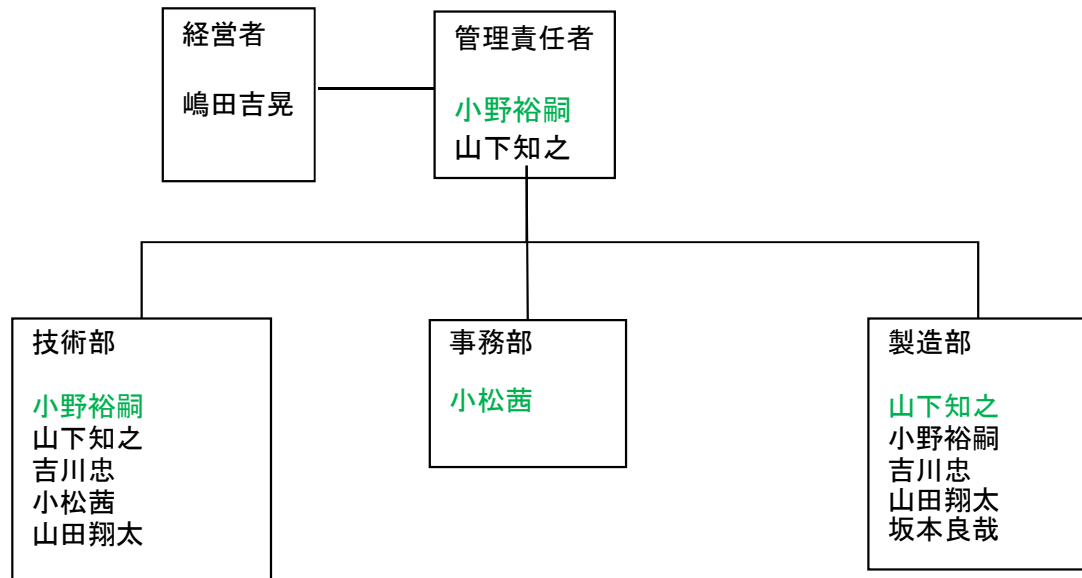 経営者
嶋田吉晃
管理責任者
小野裕嗣
山下知之
技術部
小野裕嗣
山下知之
吉川忠
小松茜
山田翔太
事務部
小松茜
製造部
山下知之
小野裕嗣
吉川忠
山田翔太
坂本良哉